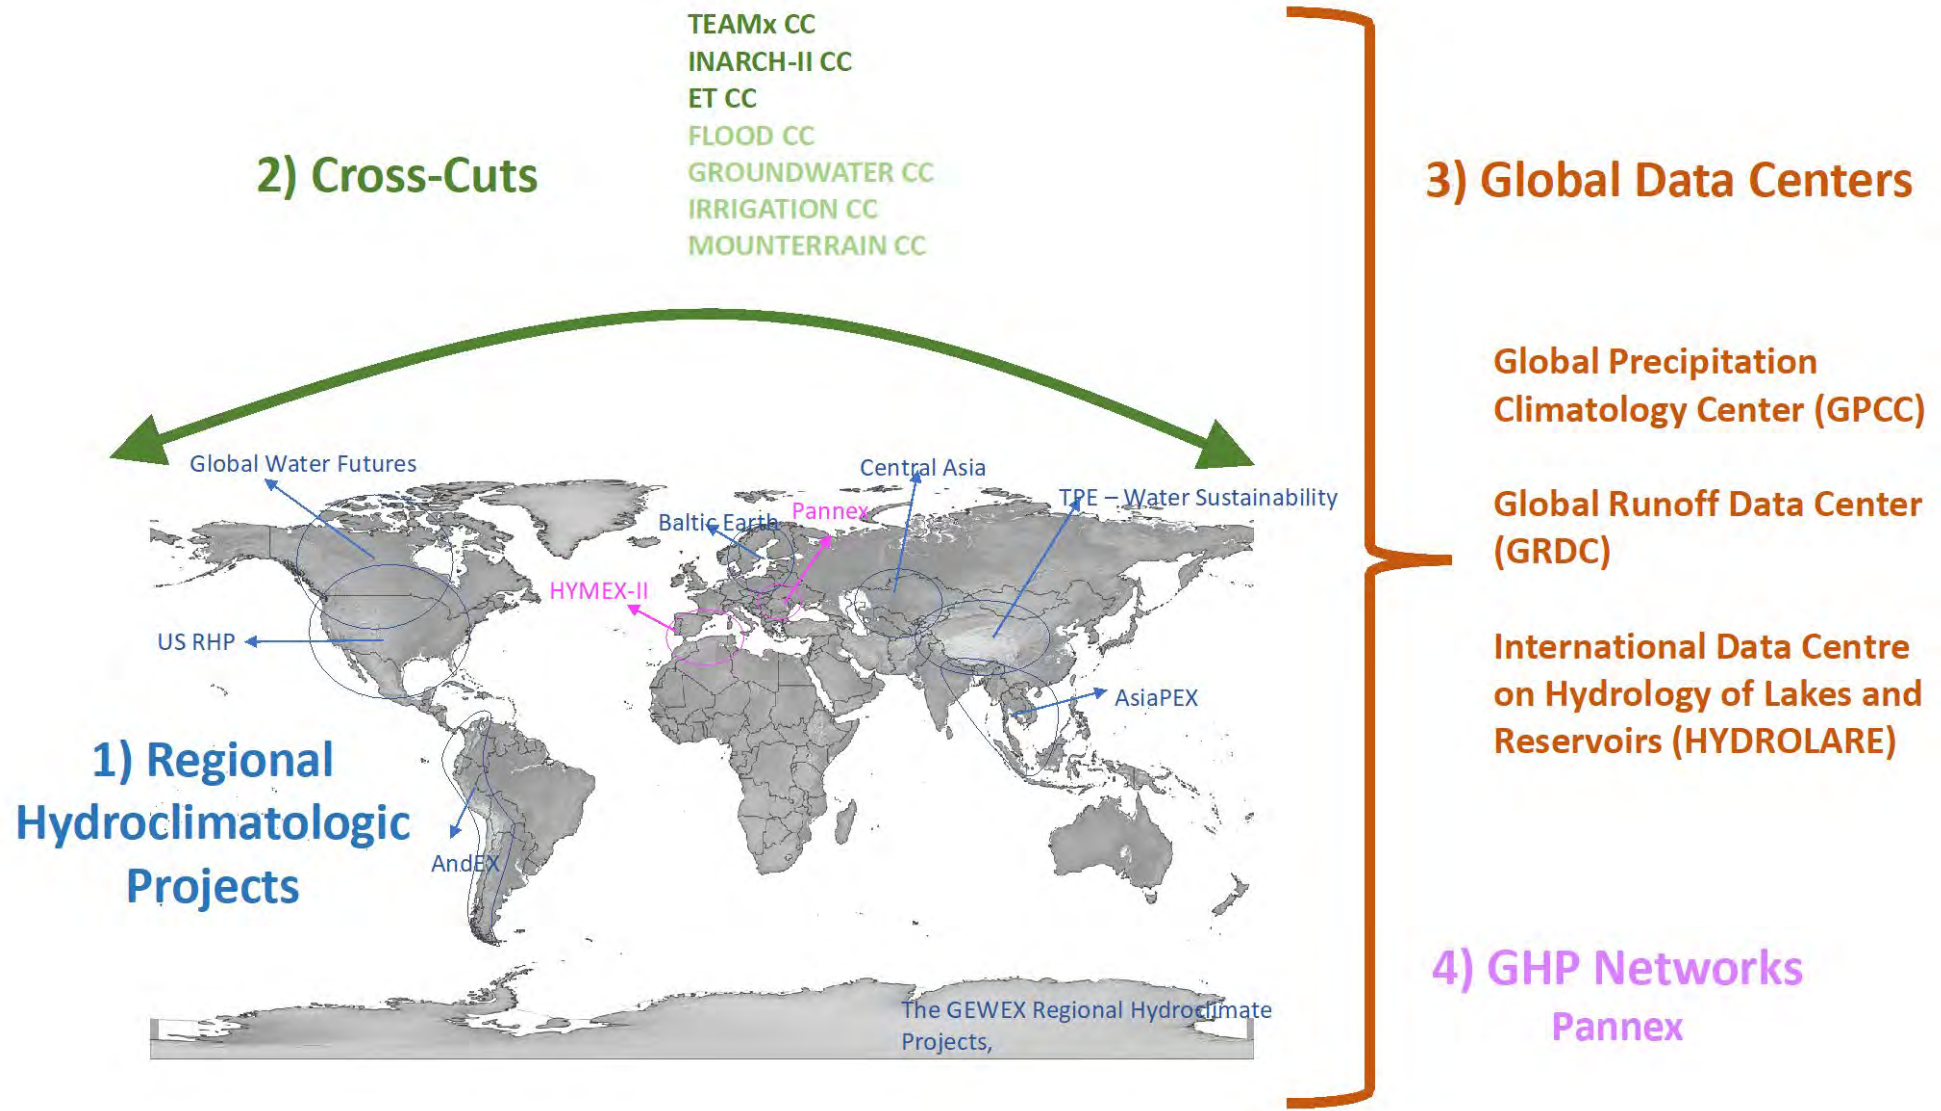 TEAMx CC
INARCH-II CC
ET CC
FLOOD CC
GROUNDWATER CC
IRRIGATION CC
MOUNTERRAIN CC
2) Cross-Cuts
3) Global Data Centers
Global Precipitation
Climatology Center (GPCC)
Global Runoff Data Center
(GRDC)
International Data Centre
on Hydrology of Lakes and
Reservoirs (HYDROLARE)
4) GHP Networks
Pannex
Global Water Futures
Central Asia
TPE – Water Sustainability
Pannex
Baltic Earth
HYMEX-II
US RHP
AsiaPEX
1) Regional
Hydroclimatologic
Projects
AndEX
The GEWEX Regional Hydroclimate
Projects,